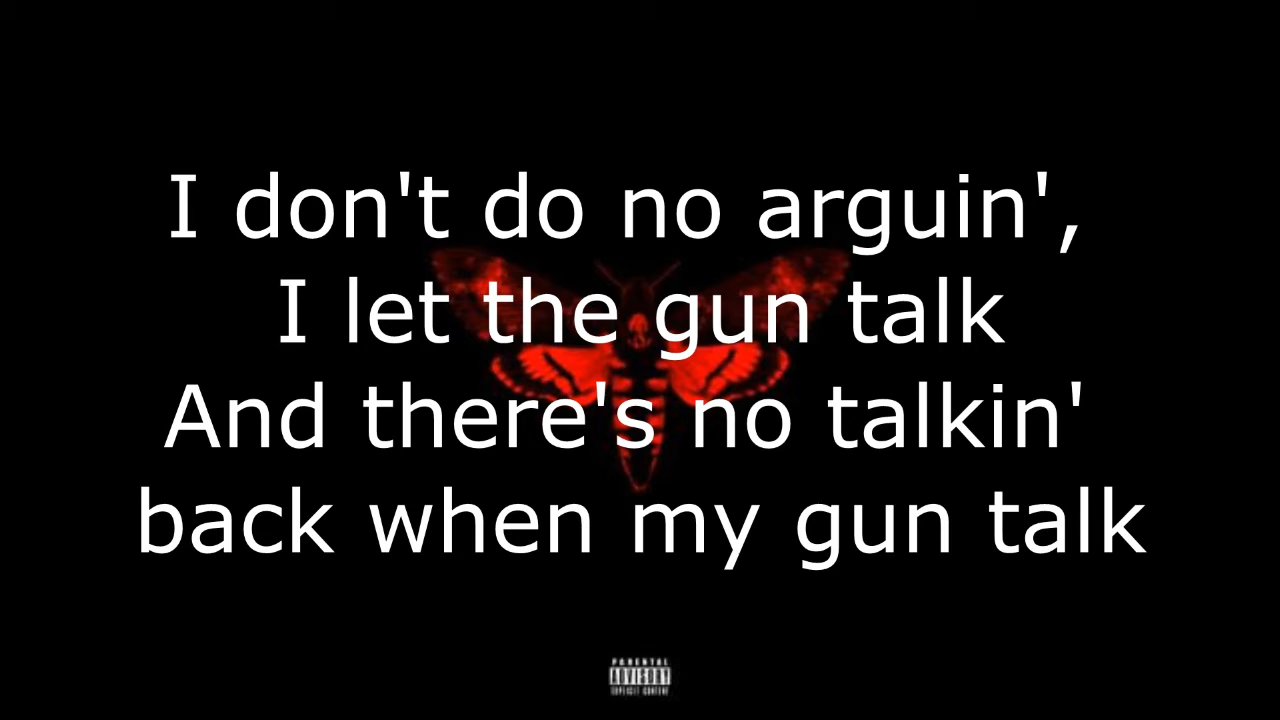 I don't do no arguin',
I let the gun talk
And there's no talkin'
back when my gun talk
PARENTAL
ADVISORY
EXPLICIT CONTENT